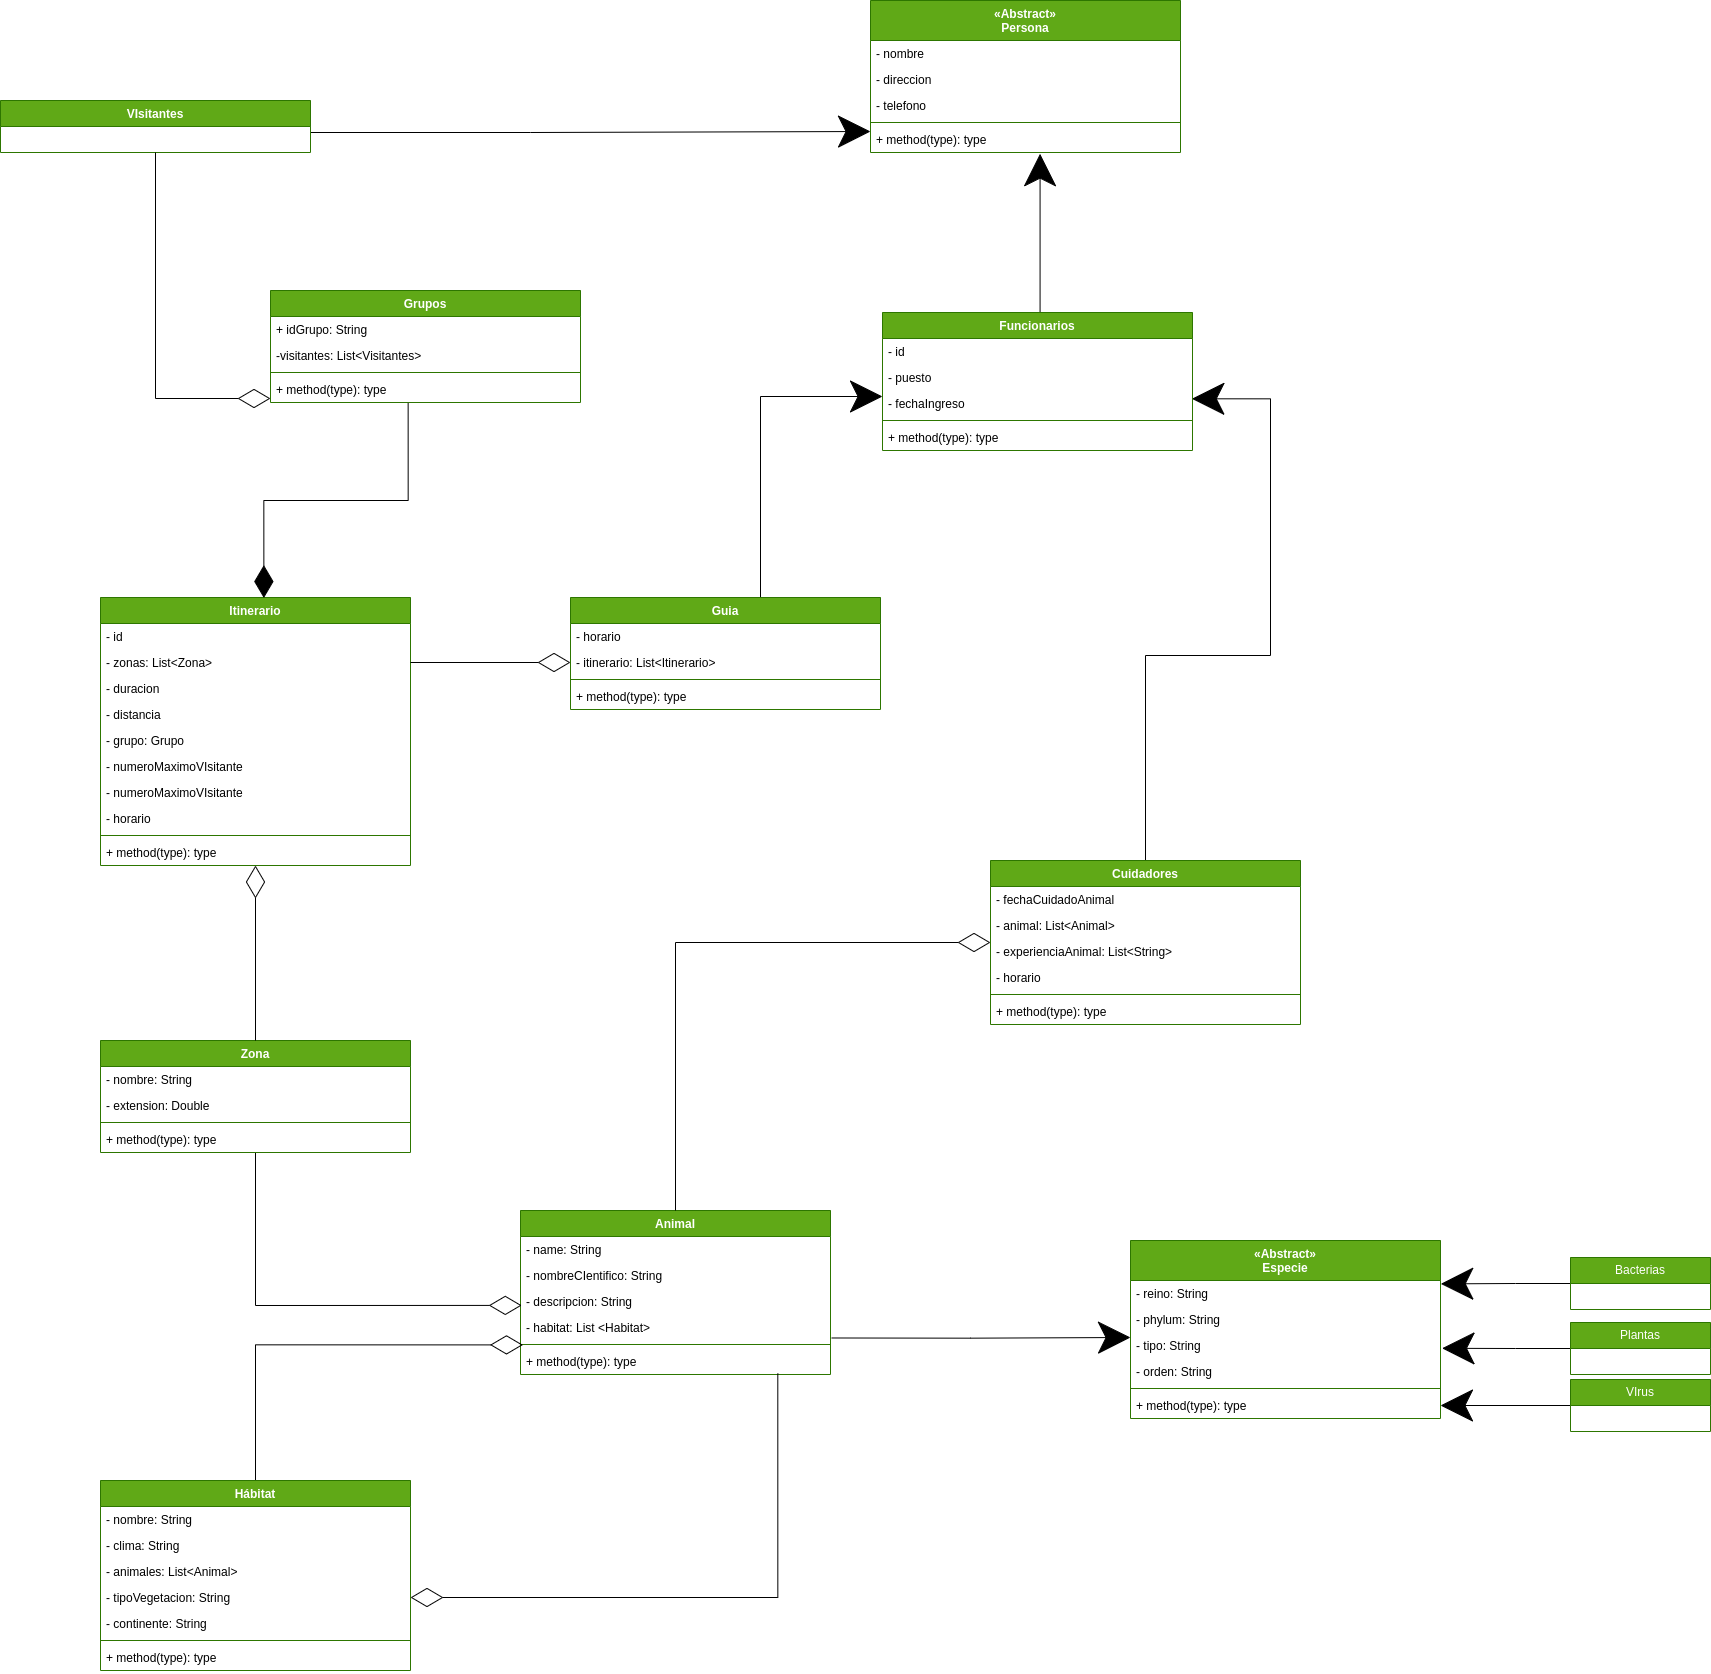 «Abstract»
Persona
- nombre
- direccion
- telefono
+ method(type): type
VIsitantes
Grupos
+ idGrupo: String
-visitantes: List<Visitantes>
+ method(type): type
Funcionarios
- id
- puesto
- fechaIngreso
+ method(type): type
Itinerario
- id
- zonas: List<Zona>
- duracion
- distancia
- grupo: Grupo
- numeroMaximoVIsitante
- numeroMaximoVIsitante
- horario
+ method(type): type
Guia
- horario
- itinerario: List<Itinerario>
+ method(type): type
Cuidadores
- fechaCuidadoAnimal
- animal: List<Animal>
- experienciaAnimal: List<String>
- horario
+ method(type): type
Zona
- nombre: String
- extension: Double
+ method(type): type
Animal
- name: String
- nombreCIentifico: String
- descripcion: String
- habitat: List <Habitat>
+ method(type): type
«Abstract»
Especie
- reino: String
- phylum: String
- tipo: String
- orden: String
+ method(type): type
Bacterias
Plantas
VIrus
Hábitat
- nombre: String
- clima: String
- animales: List<Animal>
- tipoVegetacion: String
- continente: String
+ method(type): type